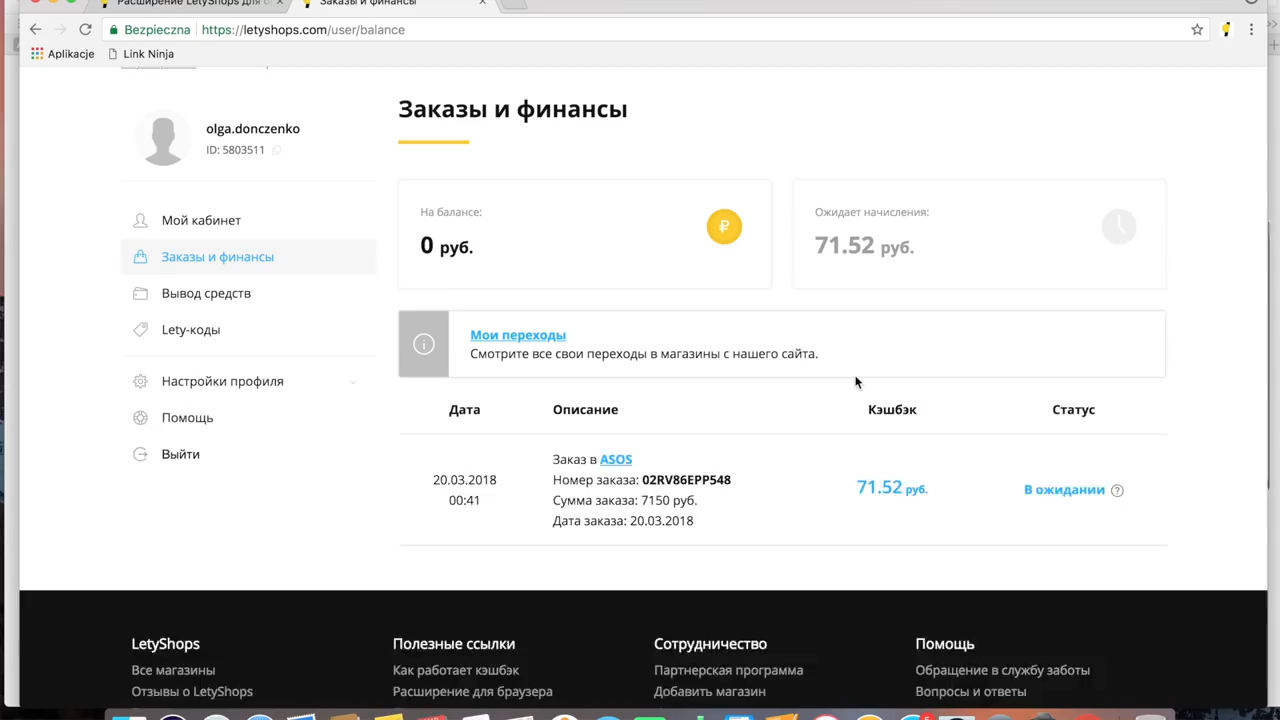 Расширение LetyShops для
Заказы и финансы
Bezpieczna https://letyshops.com/user/balance
Aplikacje Link Ninja
olga.donczenko
ID: 5803511
Мой кабинет
Заказы и финансы
Вывод средств
Lety-коды
Настройки профиля
Помощь
Выйти
Заказы и финансы
На балансе:
0 руб.
₽
Ожидает начисления:
71.52 руб.
Мои переходы
Смотрите все свои переходы в магазины с нашего сайта.
Дата Описание Кэшбэк Статус
20.03.2018
00:41
Заказ в ASOS
Номер заказа: 02RV86EPP548
Сумма заказа: 7150 руб.
Дата заказа: 20.03.2018
71.52 руб.
В ожидании ?
LetyShops
Все магазины
Отзывы о LetyShops
Полезные ссылки
Как работает кэшбэк
Расширение для браузера
Сотрудничество
Партнерская программа
Добавить магазин
Помощь
Обращение в службу заботы
Вопросы и ответы